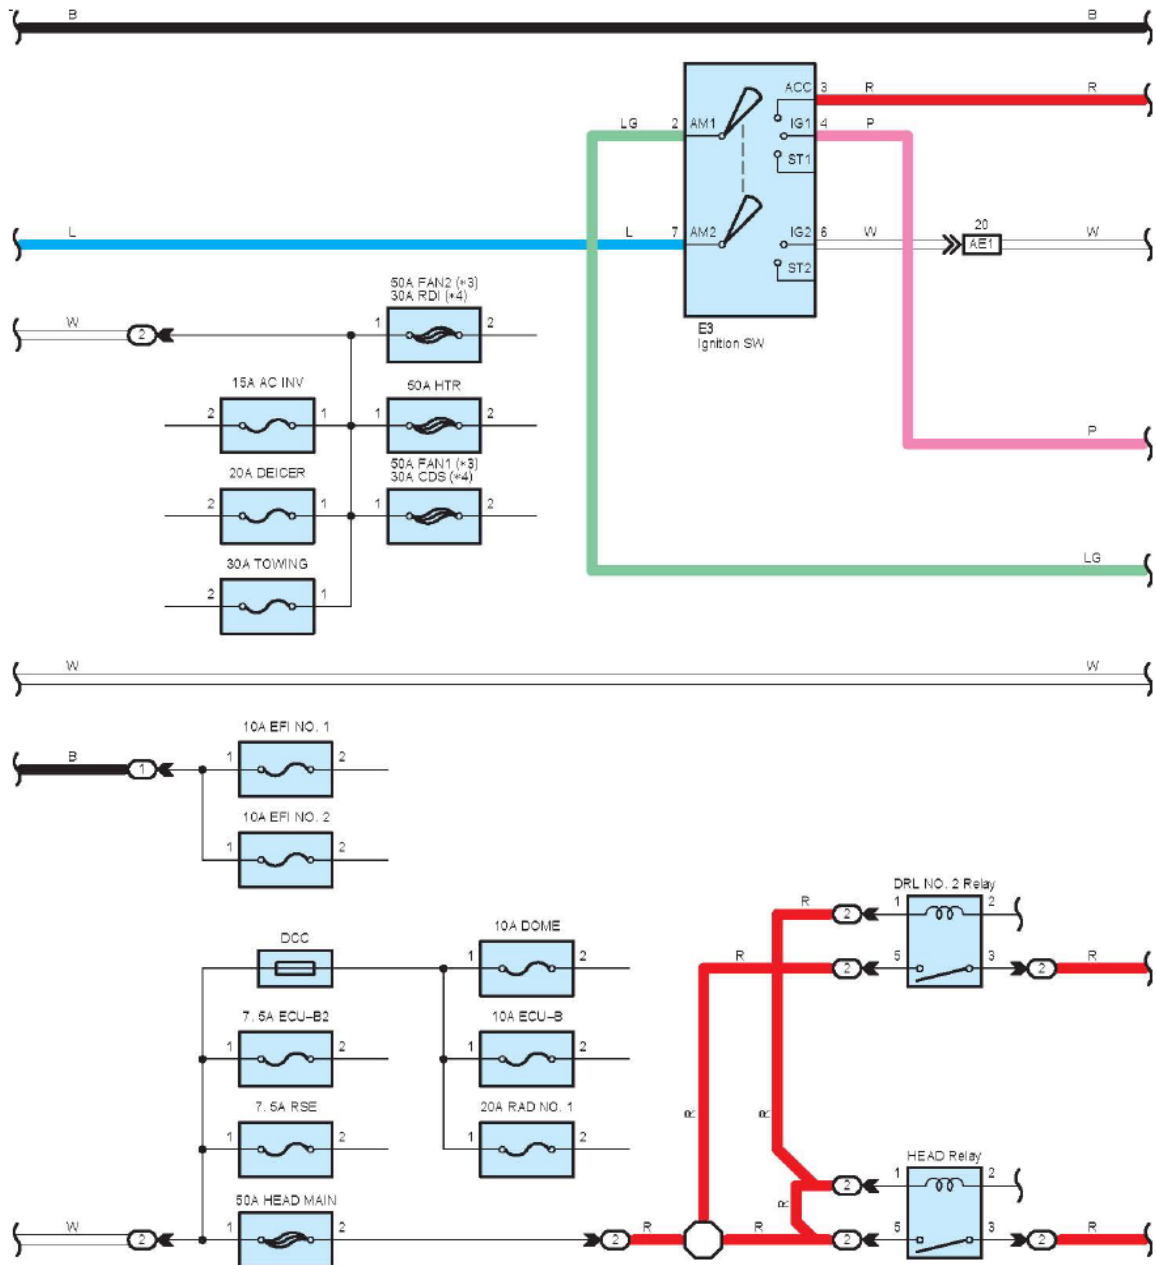 B B
ACC 3 R R
LG 2 AM1 IG1 4 P
ST1
L L 7 AM2 IG2 6 W 20 W
AE1
ST2
50A FAN2 (*3)
30A RDI (*4)
E3
Ignition SW
W 2 1 2
15A AC INV 50A HTR
2 1 1 2
P
50A FAN1 (*3)
20A DEICER 30A CDS (*4)
2 1 1 2
30A TOWING LG
2 1
W W
10A EFI NO. 1
B 1 1 2
10A EFI NO. 2
1 2
DRL NO. 2 Relay
R 2 1 2
DCC 10A DOME
1 2 R 2 5 3 2 R
7. 5A ECU–B2 10A ECU–B
1 2 1 2
7. 5A RSE 20A RAD NO. 1
1 2 1 2
R R
HEAD Relay
2 1 2
50A HEAD MAIN R
W 2 1 2 2 R R 2 5 3 2 R